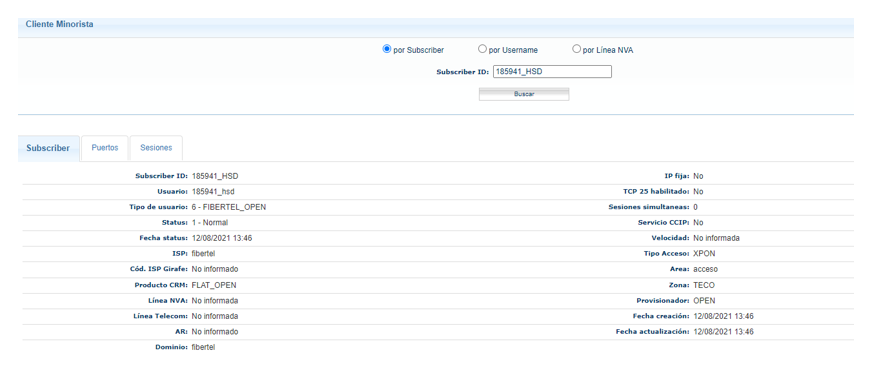 Cliente Minorista
por Subscriber por Username por Línea NVA
Subscriber ID: 185941_HSD
Buscar
Subscriber Puertos Sesiones
Subscriber ID: 185941_HSD IP fija: No
Usuario: 185941_hsd TCP 25 habilitado: No
Tipo de usuario: 6 - FIBERTEL_OPEN Sesiones simultaneas: 0
Status: 1 - Normal Servicio CCIP: No
Fecha status: 12/08/2021 13:46 Velocidad: No informada
ISP: fibertel Tipo Acceso: XPON
Cód. ISP Girafe: No informado Area: acceso
Producto CRM: FLAT_OPEN Zona: TECO
Línea NVA: No informada Provisionador: OPEN
Línea Telecom: No informada Fecha creación: 12/08/2021 13:46
AR: No informado Fecha actualización: 12/08/2021 13:46
Dominio: fibertel